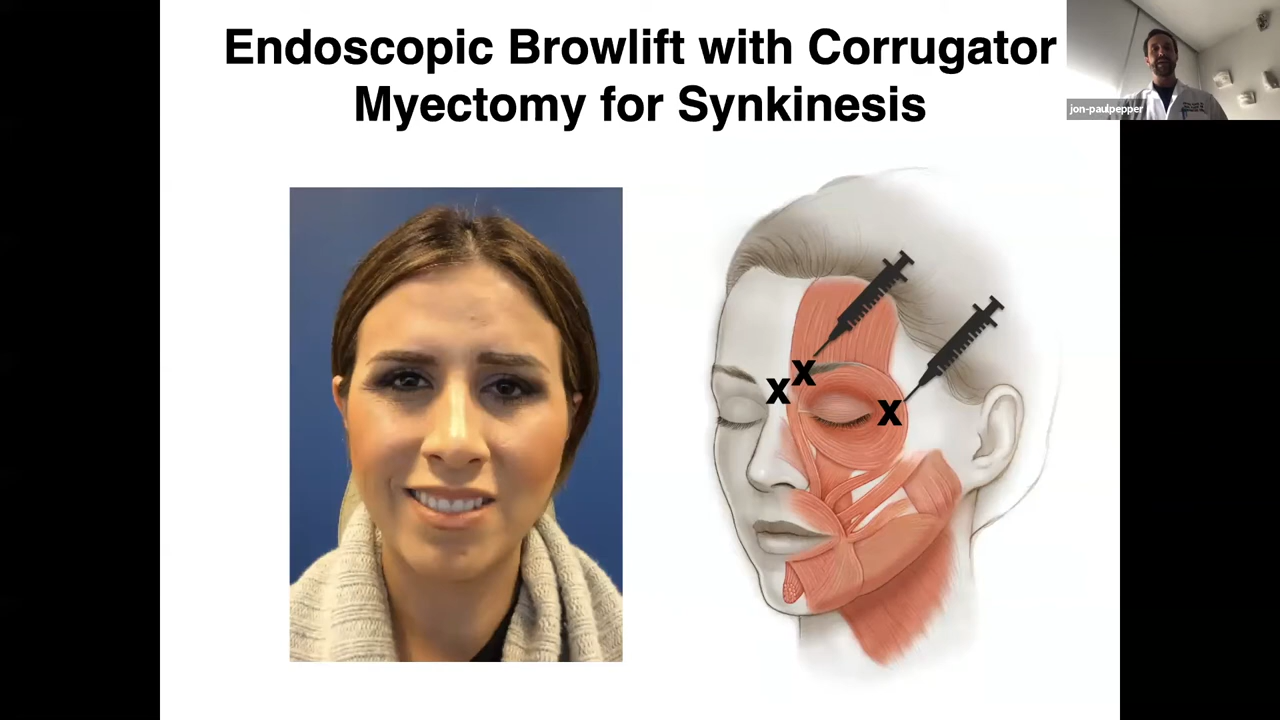 Endoscopic Browlift with Corrugator
Myectomy for Synkinesis
jon-paulpepper
x
x
x